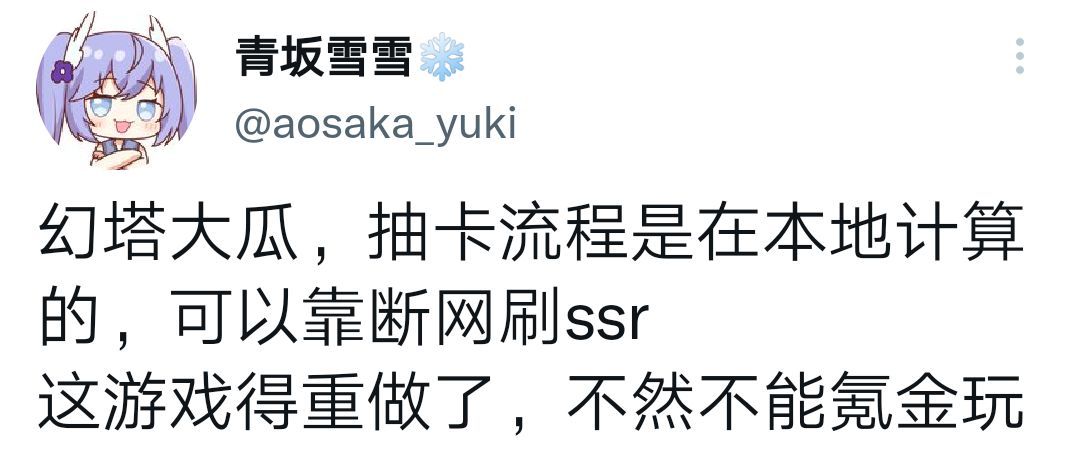 青坂雪雪❄️
@aosaka_yuki
幻塔大瓜，抽卡流程是在本地计算
的，可以靠断网刷ssr
这游戏得重做了，不然不能氪金玩